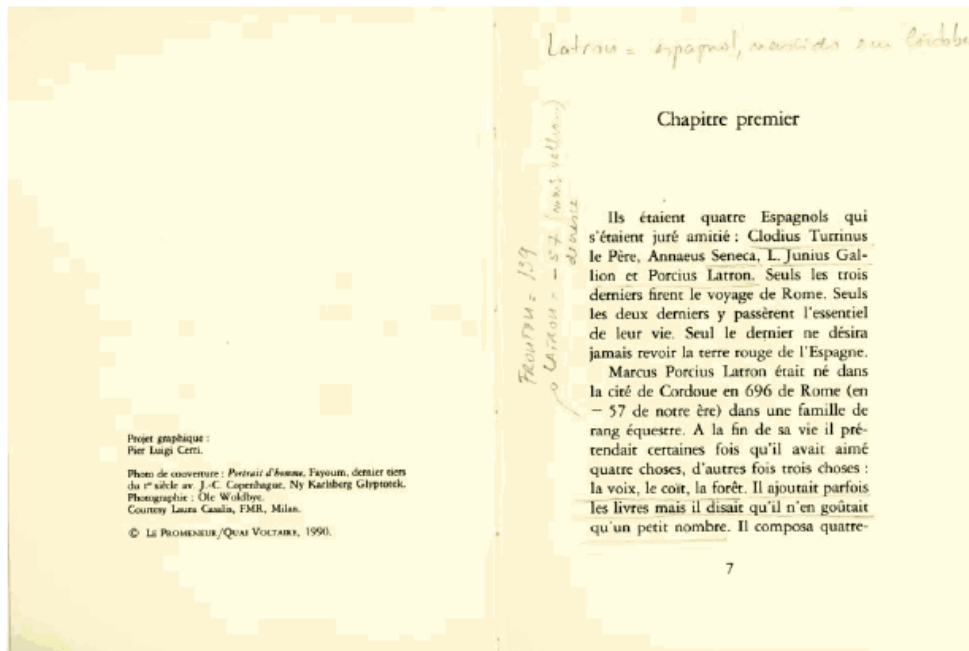 Projet graphique :
Pier Luigi Cerri.
Photo de couverture : Portrait d'homme, Fayoum, dernier tiers
du Iᵉʳ siècle av. J.-C. Copenhague, Ny Karlsberg Glyptotek.
Photographie : Ole Woldbye.
Courtesy Laura Casalis, FMR, Milan.
© LE PROMENEUR/QUAI VOLTAIRE, 1990.
Latron = espagnol, em
FRONTON = 139
LATRON = - 57
Chapitre premier
Ils étaient quatre Espagnols qui
s'étaient juré amitié : Clodius Turrinus
le Père, Annaeus Seneca, L. Junius Gal-
lion et Porcius Latron. Seuls les trois
derniers firent le voyage de Rome. Seuls
les deux derniers y passèrent l'essentiel
de leur vie. Seul le dernier ne désira
jamais revoir la terre rouge de l'Espagne.
Marcus Porcius Latron était né dans
la cité de Cordoue en 696 de Rome (en
− 57 de notre ère) dans une famille de
rang équestre. A la fin de sa vie il pré-
tendait certaines fois qu'il avait aimé
quatre choses, d'autres fois trois choses :
la voix, le coït, la forêt. Il ajoutait parfois
les livres mais il disait qu'il n'en goûtait
qu'un petit nombre. Il composa quatre-
7